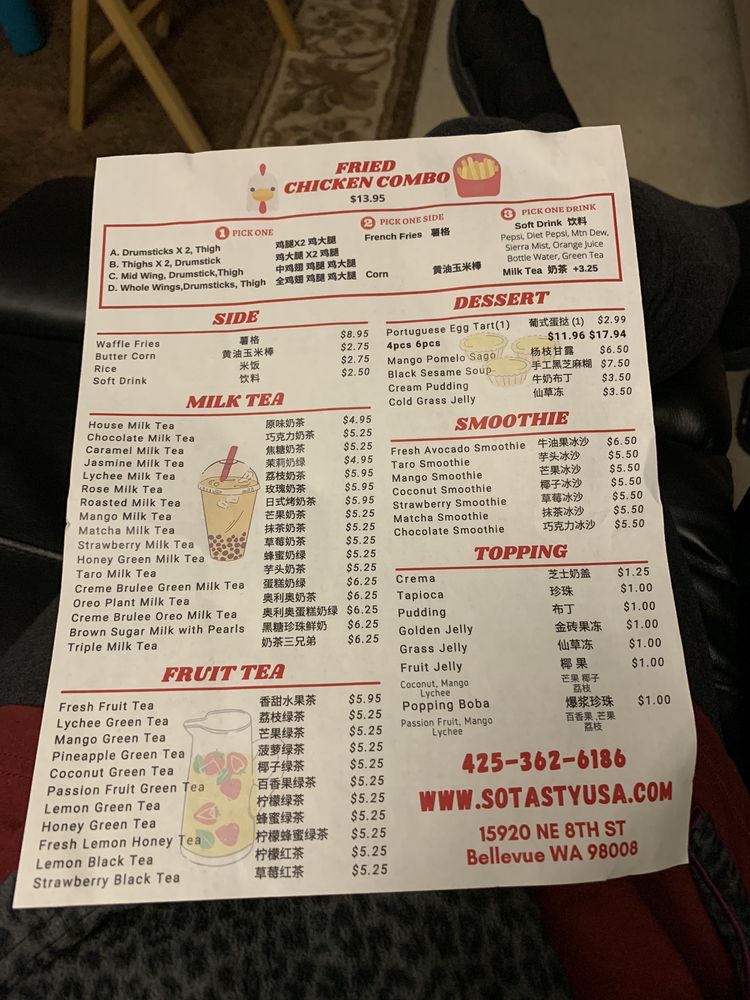 FRIED
CHICKEN COMBO
$13.95
1 PICK ONE
A. Drumsticks X 2, Thigh 鸡腿X2 鸡大腿
B. Thighs X 2, Drumstick 鸡大腿 X2 鸡腿
C. Mid Wing, Drumstick,Thigh 中鸡翅 鸡腿 鸡大腿
D. Whole Wings,Drumsticks, Thigh 全鸡翅 鸡腿 鸡大腿
2 PICK ONE SIDE
French Fries 薯格
Corn 黄油玉米棒
3 PICK ONE DRINK
Soft Drink 饮料
Pepsi, Diet Pepsi, Mtn Dew,
Sierra Mist, Orange Juice
Bottle Water, Green Tea
Milk Tea 奶茶 +3.25
SIDE
Waffle Fries 薯格 $8.95
Butter Corn 黄油玉米棒 $2.75
Rice 米饭 $2.75
Soft Drink 饮料 $2.50
MILK TEA
House Milk Tea 原味奶茶 $4.95
Chocolate Milk Tea 巧克力奶茶 $5.25
Caramel Milk Tea 焦糖奶茶 $5.25
Jasmine Milk Tea 茉莉奶绿 $4.95
Lychee Milk Tea 荔枝奶茶 $5.95
Rose Milk Tea 玫瑰奶茶 $5.95
Roasted Milk Tea 日式烤奶茶 $5.95
Mango Milk Tea 芒果奶茶 $5.25
Matcha Milk Tea 抹茶奶茶 $5.25
Strawberry Milk Tea 草莓奶茶 $5.25
Honey Green Milk Tea 蜂蜜奶绿 $5.25
Taro Milk Tea 芋头奶茶 $5.25
Creme Brulee Green Milk Tea 蛋糕奶绿 $6.25
Oreo Plant Milk Tea 奥利奥奶茶 $6.25
Creme Brulee Oreo Milk Tea 奥利奥蛋糕奶绿 $6.25
Brown Sugar Milk with Pearls 黑糖珍珠鲜奶 $6.25
Triple Milk Tea 奶茶三兄弟 $6.25
FRUIT TEA
Fresh Fruit Tea 香甜水果茶 $5.95
Lychee Green Tea 荔枝绿茶 $5.25
Mango Green Tea 芒果绿茶 $5.25
Pineapple Green Tea 菠萝绿茶 $5.25
Coconut Green Tea 椰子绿茶 $5.25
Passion Fruit Green Tea 百香果绿茶 $5.25
Lemon Green Tea 柠檬绿茶 $5.25
Honey Green Tea 蜂蜜绿茶 $5.25
Fresh Lemon Honey Tea 柠檬蜂蜜绿茶 $5.25
Lemon Black Tea 柠檬红茶 $5.25
Strawberry Black Tea 草莓红茶 $5.25
DESSERT
Portuguese Egg Tart(1) 葡式蛋挞 (1) $2.99
4pcs 6pcs $11.96 $17.94
Mango Pomelo Sago 杨枝甘露 $6.50
Black Sesame Soup 手工黑芝麻糊 $7.50
Cream Pudding 牛奶布丁 $3.50
Cold Grass Jelly 仙草冻 $3.50
SMOOTHIE
Fresh Avocado Smoothie 牛油果冰沙 $6.50
Taro Smoothie 芋头冰沙 $5.50
Mango Smoothie 芒果冰沙 $5.50
Coconut Smoothie 椰子冰沙 $5.50
Strawberry Smoothie 草莓冰沙 $5.50
Matcha Smoothie 抹茶冰沙 $5.50
Chocolate Smoothie 巧克力冰沙 $5.50
TOPPING
Crema 芝士奶盖 $1.25
Tapioca 珍珠 $1.00
Pudding 布丁 $1.00
Golden Jelly 金砖果冻 $1.00
Grass Jelly 仙草冻 $1.00
Fruit Jelly 椰 果 $1.00
Coconut, Mango 芒果 椰子
Lychee 荔枝
Popping Boba 爆浆珍珠 $1.00
Passion Fruit, Mango 百香果 ,芒果
Lychee 荔枝
425-362-6186
WWW.SOTASTYUSA.COM
15920 NE 8TH ST
Bellevue WA 98008